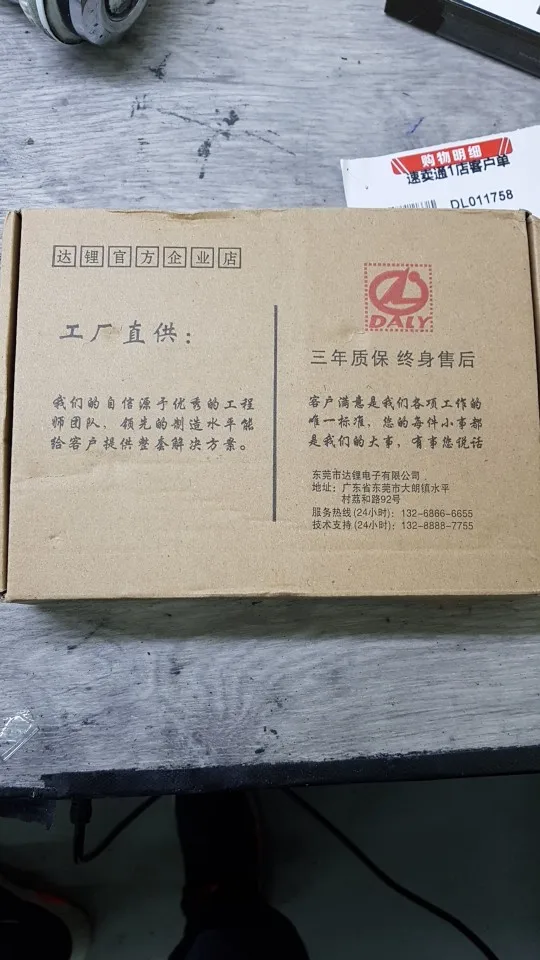 购物明细
速卖通1店客户单
DL011758
达锂官方企业店
工厂直供:
我们的自信源于优秀的工程
师团队、领先的制造水平能
给客户提供整套解决方案。
DALY
三年质保 终身售后
客户满意是我们各项工作的
唯一标准,您的每件小事都
是我们的大事,有事您说话
东莞市达锂电子有限公司
地址:广东省东莞市大朗镇水平
村荔和路92号
服务热线(24小时):132-6886-6655
技术支持(24小时):132-8888-7755